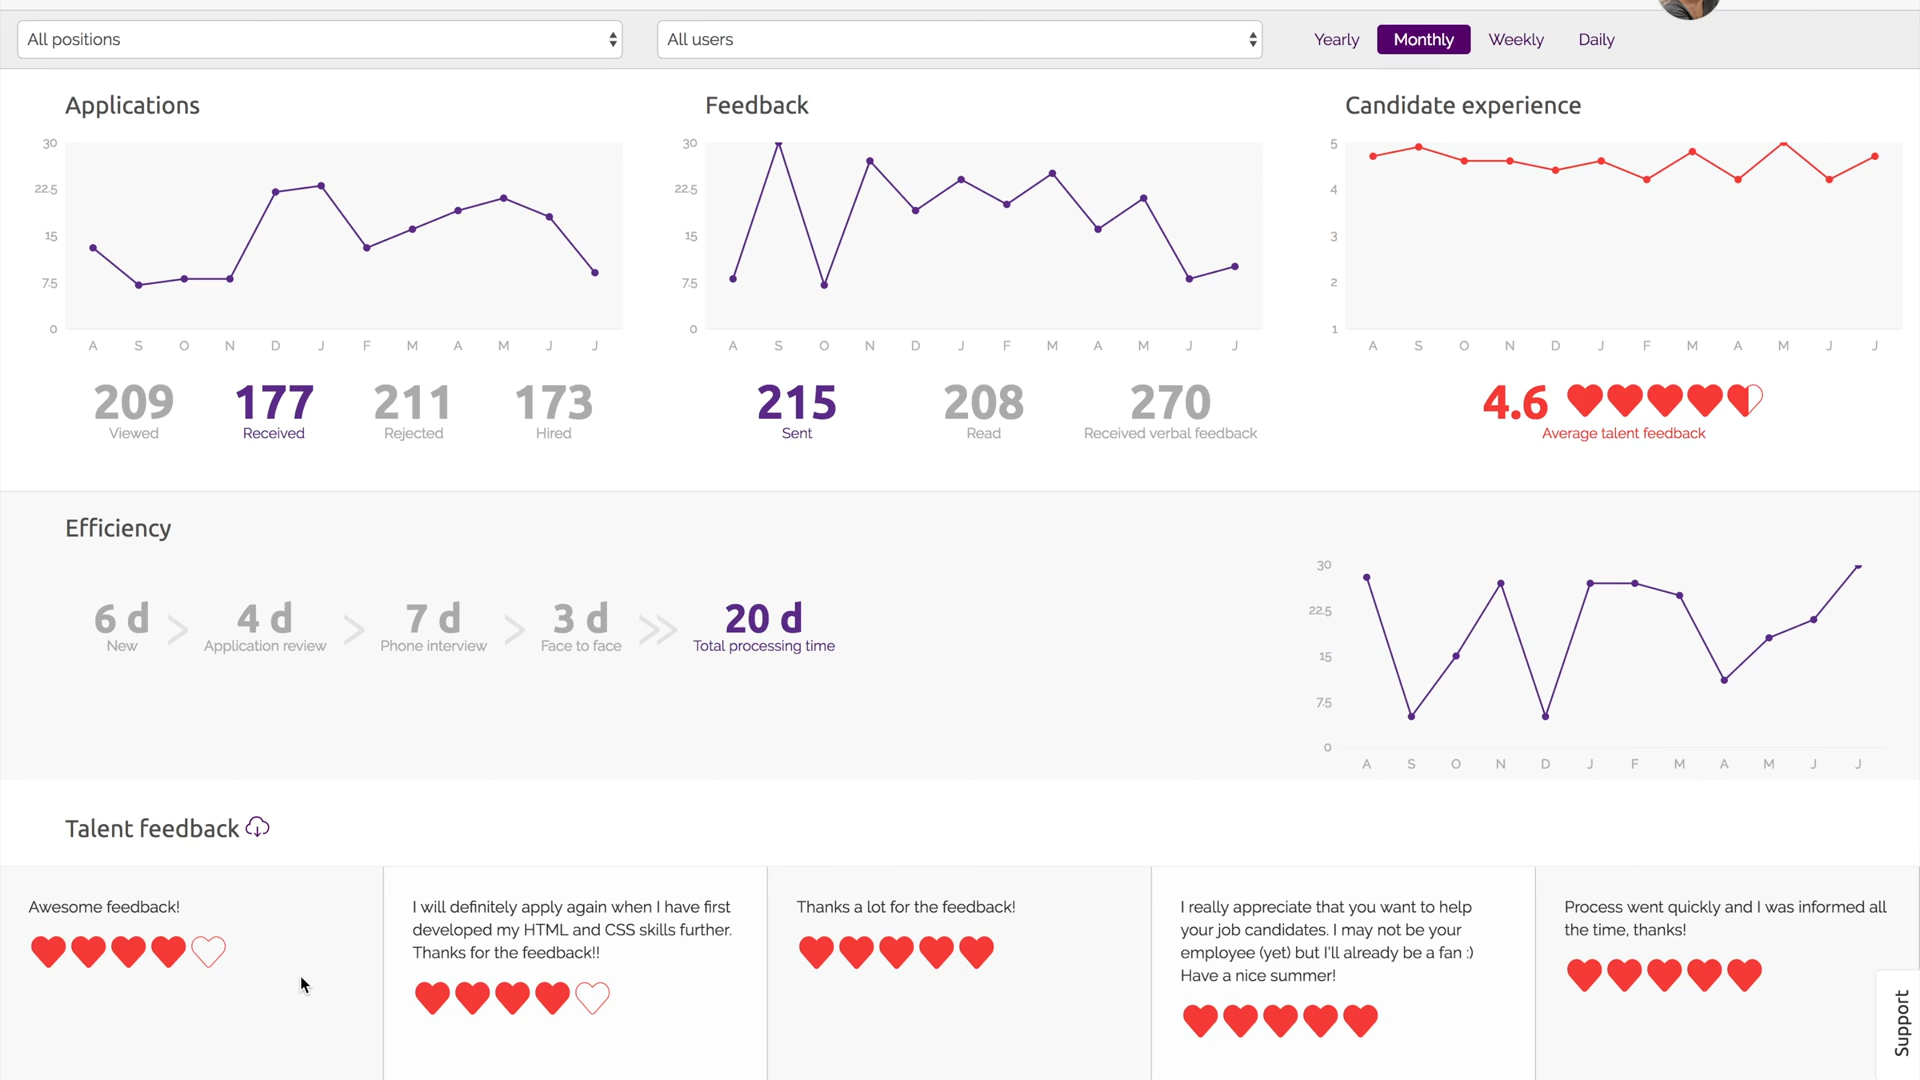 All positions
All users
Yearly Monthly Weekly Daily
Applications
30
22.5
15
7.5
0
A S O N D J F M A M J J
209 177 211 173
Viewed Received Rejected Hired
Feedback
30
22.5
15
7.5
0
A S O N D J F M A M J J
215 208 270
Sent Read Received verbal feedback
Candidate experience
5
4
3
2
1
A S O N D J F M A M J J
4.6
Average talent feedback
Efficiency
6 d 4 d 7 d 3 d 20 d
New Application review Phone interview Face to face Total processing time
30
22.5
15
7.5
0
A S O N D J F M A M J J
Talent feedback
Awesome feedback!
I will definitely apply again when I have first
developed my HTML and CSS skills further.
Thanks for the feedback!!
Thanks a lot for the feedback!
I really appreciate that you want to help
your job candidates. I may not be your
employee (yet) but I'll already be a fan :)
Have a nice summer!
Process went quickly and I was informed all
the time, thanks!
Support